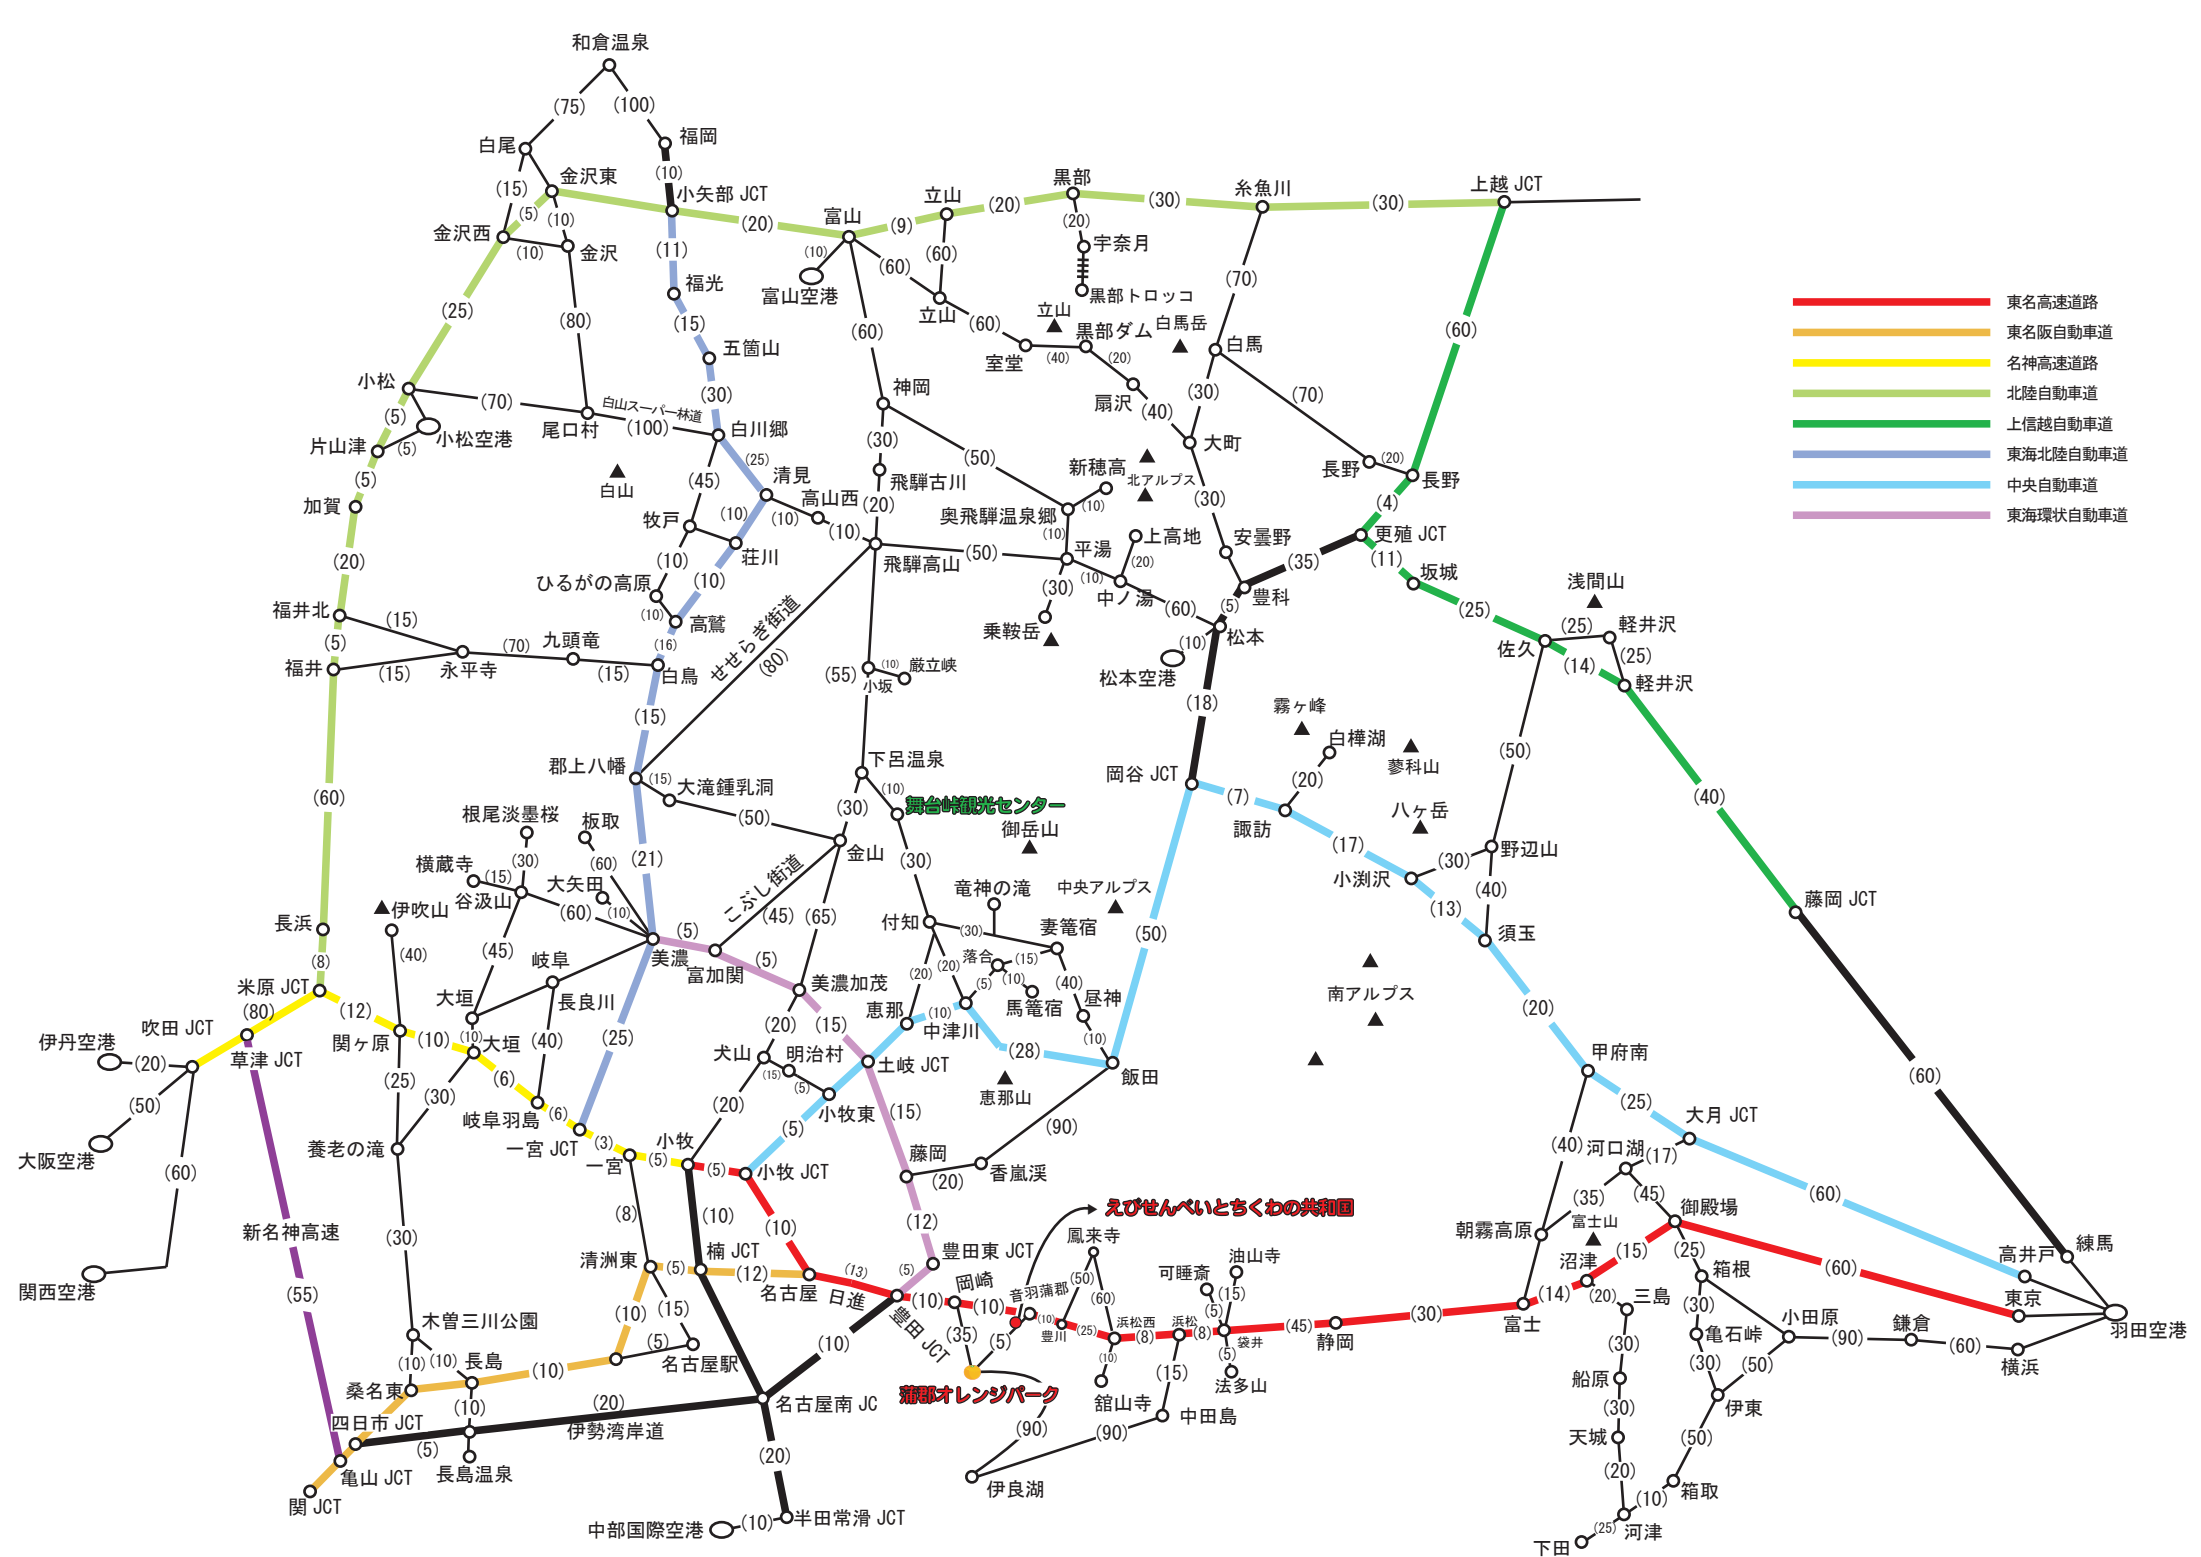 和倉温泉
(75)
(100)
福岡
白尾
(10)
金沢東
小矢部 JCT
(15)
(5)
(10)
金沢西
(10)
金沢
(20)
富山
(9)
立山
(20)
黒部
(30)
糸魚川
(30)
上越 JCT
(11)
(10)
富山空港
(60)
(60)
立山
(20)
宇奈月
黒部トロッコ
福光
(25)
(80)
(15)
五箇山
(30)
(60)
(60)
室堂
(40)
立山
黒部ダム
(20)
白馬岳
扇沢
(40)
(70)
白馬
(30)
(70)
(60)
大町
長野
(20)
長野
小松
(70)
尾口村
白山スーパー林道
(100)
白川郷
神岡
(30)
(50)
(5)
小松空港
(5)
片山津
(5)
加賀
白山
(45)
(25)
清見
高山西
(10)
(10)
(10)
飛騨古川
(20)
新穂高
(10)
北アルプス
奥飛騨温泉郷
(10)
(30)
(4)
更殖 JCT
(11)
坂城
牧戸
荘川
(10)
(10)
ひるがの高原
(10)
高鷲
飛騨高山
(50)
平湯
上高地
(20)
(10)
中ノ湯
(60)
(30)
乗鞍岳
安曇野
(35)
豊科
(5)
松本
(10)
松本空港
(25)
浅間山
佐久
(25)
軽井沢
(25)
(14)
軽井沢
(20)
福井北
(15)
(5)
福井
(15)
永平寺
(70)
九頭竜
(15)
(16)
白鳥
(15)
せせらぎ街道
(80)
(55)
小坂
(10)
厳立峡
(18)
霧ヶ峰
白樺湖
蓼科山
(50)
(60)
郡上八幡
(15)
大滝鍾乳洞
(50)
下呂温泉
(10)
(30)
舞台峠観光センター
御岳山
岡谷 JCT
(7)
(20)
諏訪
(17)
八ヶ岳
(40)
根尾淡墨桜
(30)
板取
(60)
(21)
横蔵寺
(15)
谷汲山
大矢田
(10)
(60)
金山
こぶし街道
(45)
(65)
(30)
小渕沢
(30)
野辺山
(40)
(13)
須玉
藤岡 JCT
長浜
(8)
伊吹山
(40)
(45)
美濃
(5)
富加関
(5)
美濃加茂
付知
(30)
竜神の滝
妻篭宿
中央アルプス
(50)
(20)
(20)
落合
(15)
(5)
(10)
馬篭宿
(40)
昼神
(10)
南アルプス
(20)
米原 JCT
(80)
(12)
関ヶ原
(10)
大垣
(10)
大垣
岐阜
長良川
(40)
(25)
(20)
(15)
恵那
(10)
中津川
(28)
飯田
吹田 JCT
伊丹空港
(20)
草津 JCT
(50)
大阪空港
(60)
関西空港
(25)
(30)
(6)
岐阜羽島
(6)
一宮 JCT
(3)
一宮
(5)
小牧
(5)
小牧 JCT
犬山
明治村
(15)
(5)
小牧東
(20)
(5)
土岐 JCT
(15)
恵那山
(90)
甲府南
(25)
大月 JCT
(60)
(60)
養老の滝
(30)
新名神高速
(55)
(8)
(10)
(10)
藤岡
(20)
香嵐渓
(12)
豊田東 JCT
(40)
河口湖
(17)
(35)
(45)
朝霧高原
富士山
御殿場
(60)
高井戸
練馬
東京
羽田空港
清洲東
(5)
楠 JCT
(12)
名古屋
(13)
日進
(5)
豊田 JCT
(10)
岡崎
(10)
音羽蒲郡
えびせんべいとちくわの共和国
鳳来寺
(50)
(60)
(10)
豊川
(25)
浜松西
(8)
浜松
(8)
可睡斎
(5)
油山寺
(15)
袋井
(5)
法多山
(45)
静岡
(30)
富士
(14)
沼津
(15)
(25)
箱根
(20)
三島
(30)
(30)
亀石峠
小田原
(90)
鎌倉
(60)
横浜
(10)
(15)
(5)
名古屋駅
(10)
(35)
(5)
蒲郡オレンジパーク
(10)
舘山寺
(15)
中田島
(90)
(90)
伊良湖
船原
(30)
天城
(20)
(30)
(50)
伊東
(50)
箱取
(10)
河津
(25)
下田
木曽三川公園
(10)
(10)
長島
(10)
桑名東
四日市 JCT
(10)
(20)
伊勢湾岸道
(5)
長島温泉
亀山 JCT
関 JCT
名古屋南 JC
(20)
半田常滑 JCT
(10)
中部国際空港
東名高速道路
東名阪自動車道
名神高速道路
北陸自動車道
上信越自動車道
東海北陸自動車道
中央自動車道
東海環状自動車道